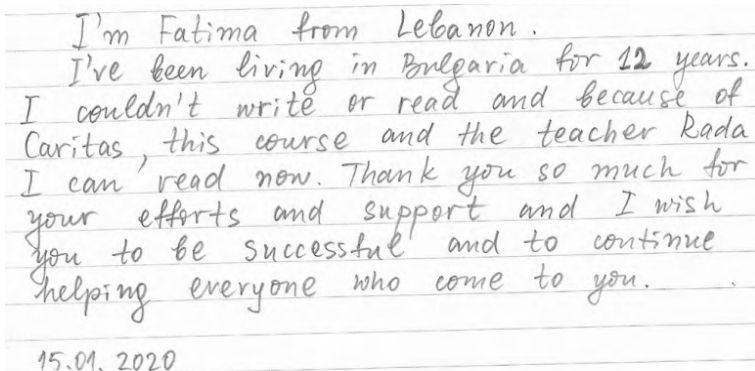 I'm Fatima from Lebanon.
I've been living in Bulgaria for 12 years.
I couldn't write or read and because of
Caritas, this course and the teacher Rada
I can read now. Thank you so much for
your efforts and support and I wish
you to be successful and to continue
helping everyone who come to you.
15.01.2020